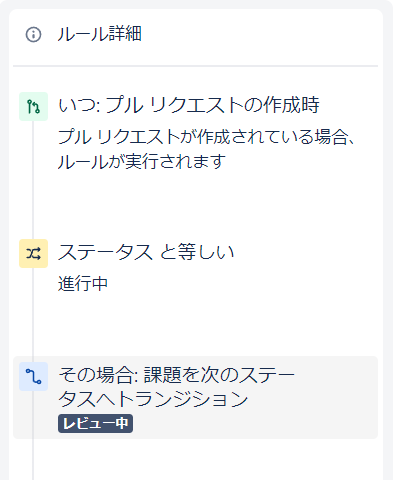 ルール詳細
いつ: プル リクエストの作成時
プル リクエストが作成されている場合、
ルールが実行されます
ステータス と等しい
進行中
その場合: 課題を次のステー
タスへトランジション
レビュー中